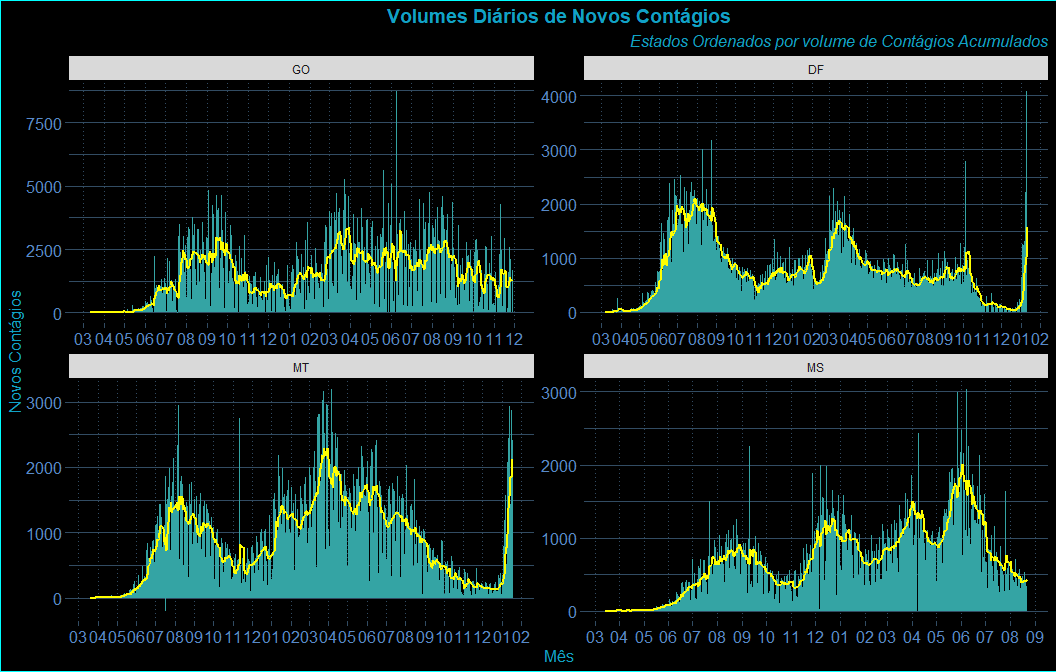 Volumes Diários de Novos Contágios
Estados Ordenados por volume de Contágios Acumulados
GO
DF
7500
5000
2500
0
03 04 05 06 07 08 09 10 11 12 01 02 03 04 05 06 07 08 09 10 11 12
4000
3000
2000
1000
0
03 04 05 06 07 08 09 10 11 12 01 02 03 04 05 06 07 08 09 10 11 12 01 02
Novos Contágios
MT
MS
3000
2000
1000
0
03 04 05 06 07 08 09 10 11 12 01 02 03 04 05 06 07 08 09 10 11 12 01 02
3000
2000
1000
0
03 04 05 06 07 08 09 10 11 12 01 02 03 04 05 06 07 08 09
Mês